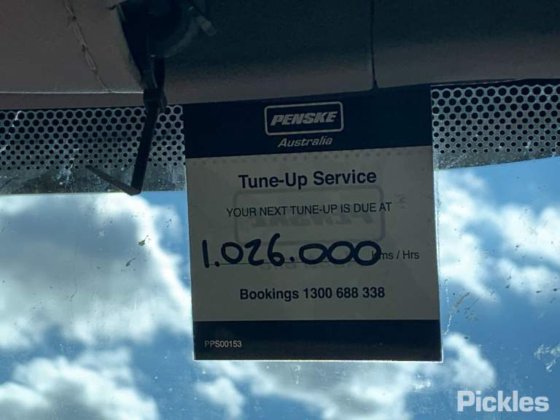 PENSKE
Australia
Tune-Up Service
YOUR NEXT TUNE-UP IS DUE AT
1.026.000 Kms / Hrs
Bookings 1300 688 338
PPS00153
Pickles